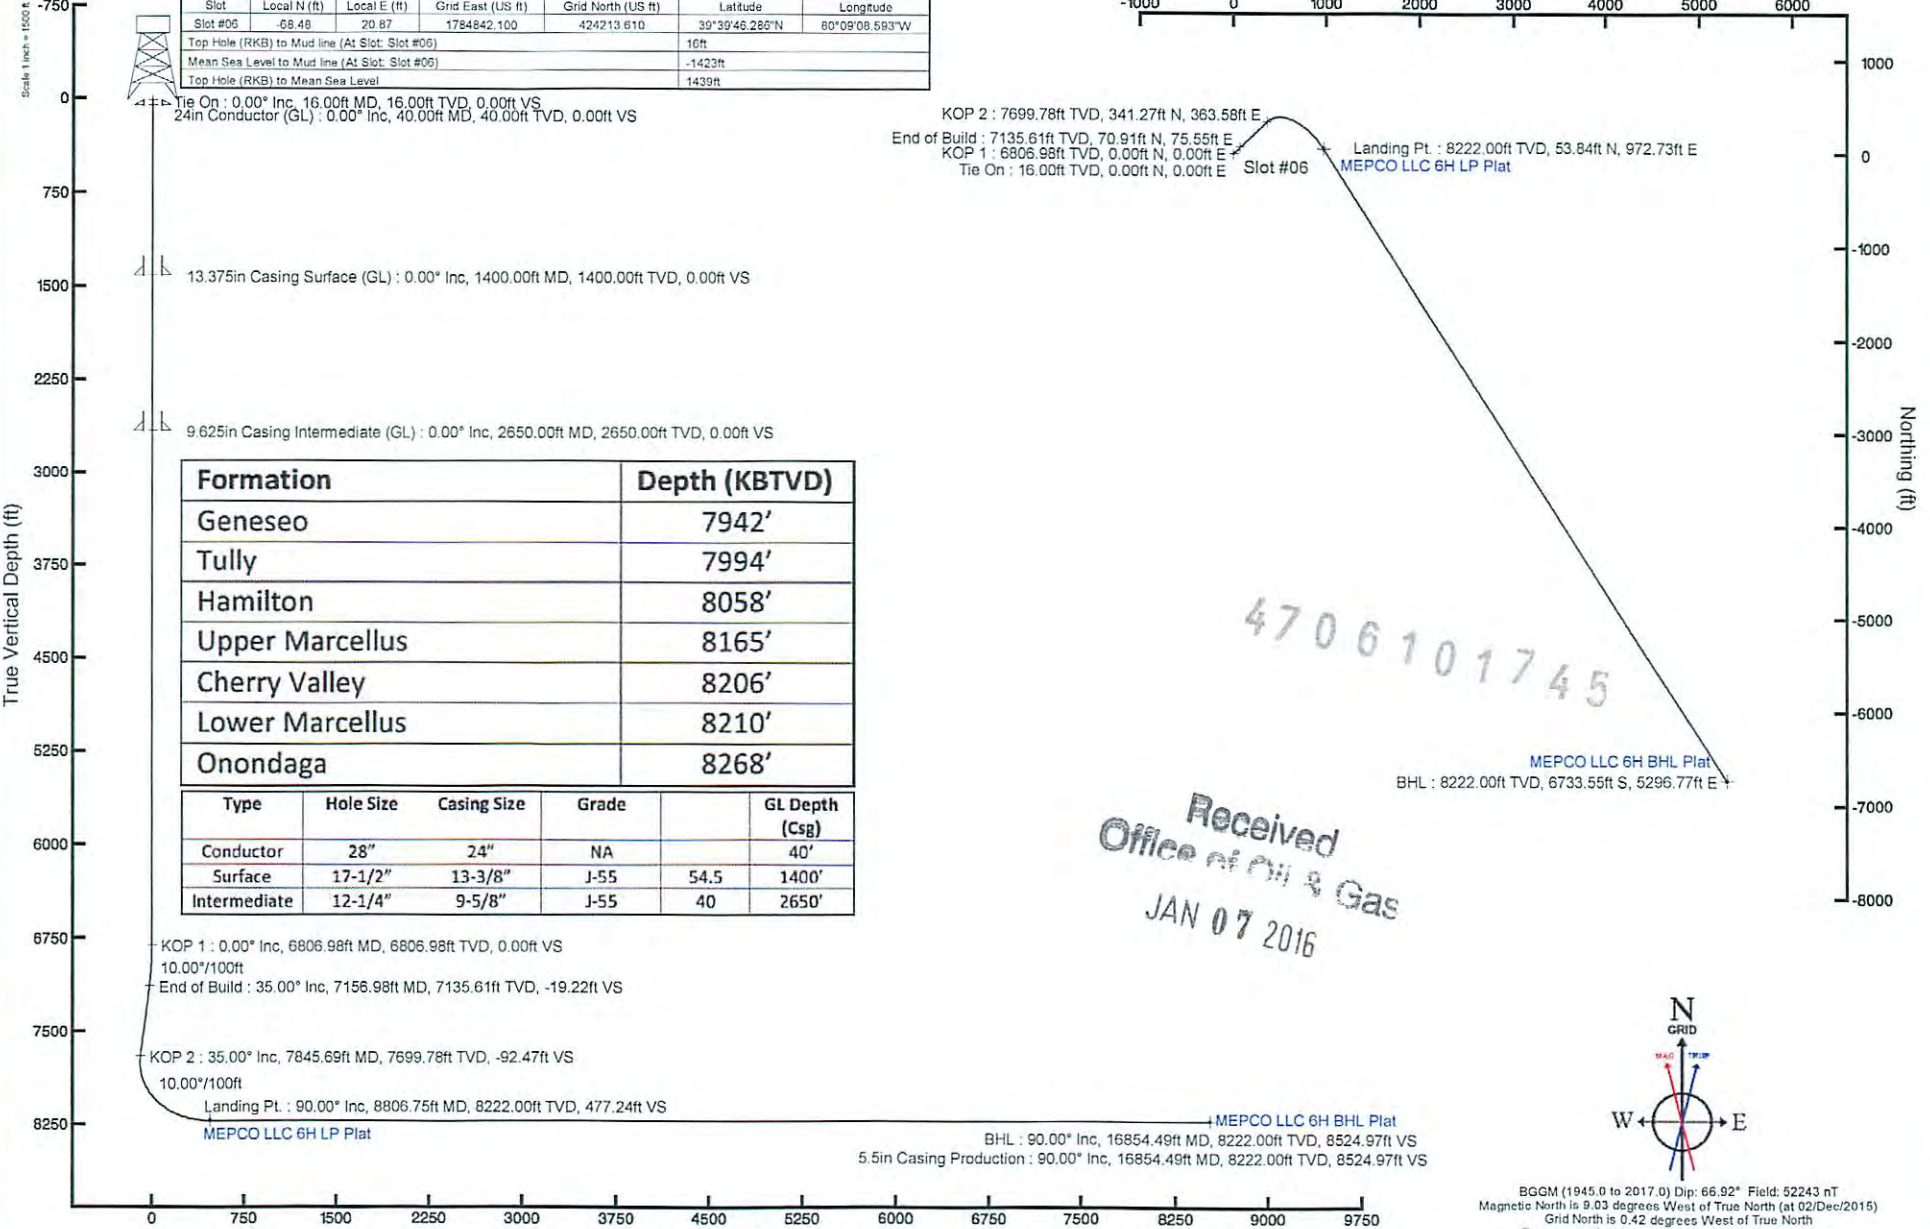 Scale 1 inch = 1500 ft
Slot Local N (ft) Local E (ft) Grid East (US ft) Grid North (US ft) Latitude Longitude
Slot #06 -68.48 20.87 1784842.100 424213.610 39°39'46.286"N 80°09'08.593"W
Top Hole (RKB) to Mud line (At Slot: Slot #06) 16ft
Mean Sea Level to Mud line (At Slot: Slot #06) -1423ft
Top Hole (RKB) to Mean Sea Level 1439ft
Tie On : 0.00° Inc, 16.00ft MD, 16.00ft TVD, 0.00ft VS
24in Conductor (GL) : 0.00° Inc, 40.00ft MD, 40.00ft TVD, 0.00ft VS
13.375in Casing Surface (GL) : 0.00° Inc, 1400.00ft MD, 1400.00ft TVD, 0.00ft VS
9.625in Casing Intermediate (GL) : 0.00° Inc, 2650.00ft MD, 2650.00ft TVD, 0.00ft VS
True Vertical Depth (ft)
-750
0
750
1500
2250
3000
3750
4500
5250
6000
6750
7500
8250
Formation Depth (KBTVD)
Geneseo 7942'
Tully 7994'
Hamilton 8058'
Upper Marcellus 8165'
Cherry Valley 8206'
Lower Marcellus 8210'
Onondaga 8268'
Type Hole Size Casing Size Grade GL Depth
(Csg)
Conductor 28" 24" NA 40'
Surface 17-1/2" 13-3/8" J-55 54.5 1400'
Intermediate 12-1/4" 9-5/8" J-55 40 2650'
KOP 1 : 0.00° Inc, 6806.98ft MD, 6806.98ft TVD, 0.00ft VS
10.00°/100ft
End of Build : 35.00° Inc, 7156.98ft MD, 7135.61ft TVD, -19.22ft VS
KOP 2 : 35.00° Inc, 7845.69ft MD, 7699.78ft TVD, -92.47ft VS
10.00°/100ft
Landing Pt. : 90.00° Inc, 8806.75ft MD, 8222.00ft TVD, 477.24ft VS
MEPCO LLC 6H LP Plat
MEPCO LLC 6H BHL Plat
BHL : 90.00° Inc, 16854.49ft MD, 8222.00ft TVD, 8524.97ft VS
5.5in Casing Production : 90.00° Inc, 16854.49ft MD, 8222.00ft TVD, 8524.97ft VS
0 750 1500 2250 3000 3750 4500 5250 6000 6750 7500 8250 9000 9750
-1000 0 1000 2000 3000 4000 5000 6000
KOP 2 : 7699.78ft TVD, 341.27ft N, 363.58ft E
End of Build : 7135.61ft TVD, 70.91ft N, 75.55ft E
KOP 1 : 6806.98ft TVD, 0.00ft N, 0.00ft E
Tie On : 16.00ft TVD, 0.00ft N, 0.00ft E
Slot #06
Landing Pt. : 8222.00ft TVD, 53.84ft N, 972.73ft E
MEPCO LLC 6H LP Plat
1000
0
-1000
-2000
-3000
-4000
-5000
-6000
-7000
-8000
Northing (ft)
4706101745
MEPCO LLC 6H BHL Plat
BHL : 8222.00ft TVD, 6733.55ft S, 5296.77ft E
Received
Office of Oil & Gas
JAN 07 2016
N
GRID
MAG TRUE
W E
BGGM (1945.0 to 2017.0) Dip: 66.92° Field: 52243 nT
Magnetic North is 9.03 degrees West of True North (at 02/Dec/2015)
Grid North is 0.42 degrees West of True North